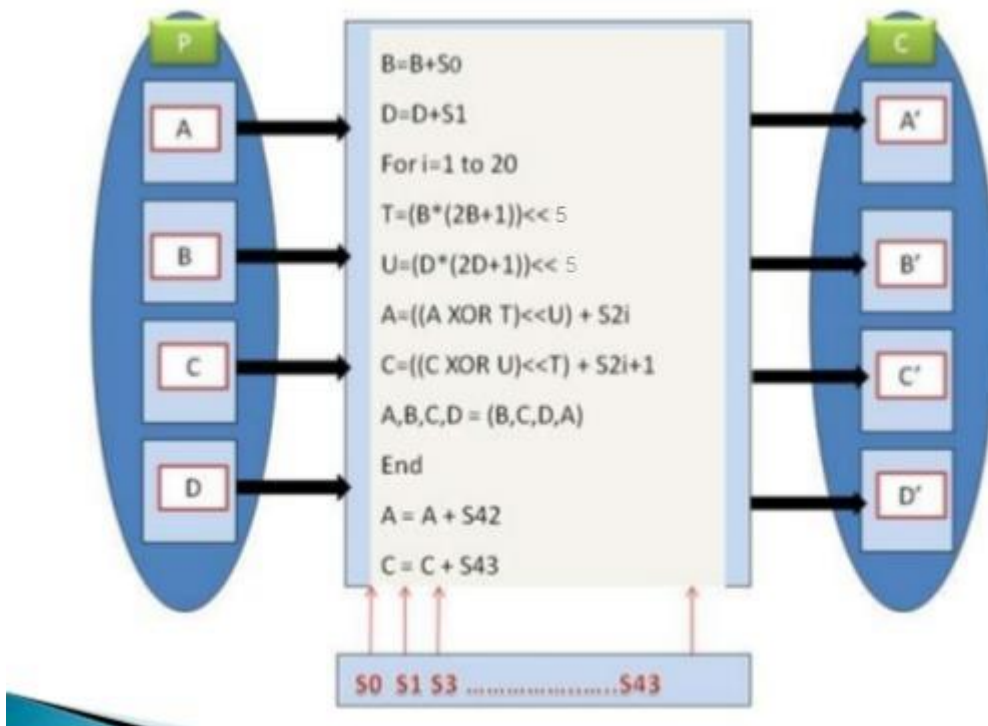 P
A
B
C
D
B=B+S0
D=D+S1
For i=1 to 20
T=(B*(2B+1))<< 5
U=(D*(2D+1))<< 5
A=((A XOR T)<<U) + S2i
C=((C XOR U)<<T) + S2i+1
A,B,C,D = (B,C,D,A)
End
A = A + S42
C = C + S43
C
A’
B’
C’
D’
S0 S1 S3 .....................S43